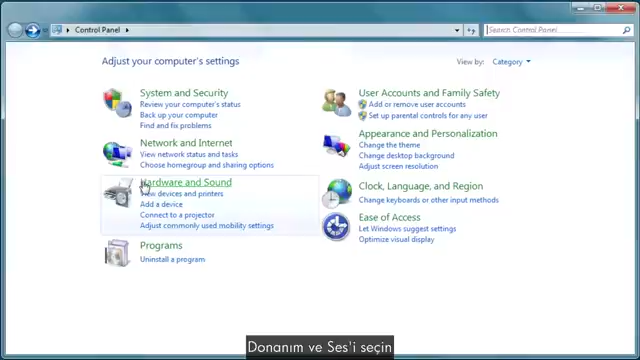 Control Panel
Search Control Panel
Adjust your computer's settings
View by: Category
System and Security
Review your computer's status
Back up your computer
Find and fix problems
Network and Internet
View network status and tasks
Choose homegroup and sharing options
Hardware and Sound
View devices and printers
Add a device
Connect to a projector
Adjust commonly used mobility settings
Programs
Uninstall a program
User Accounts and Family Safety
Add or remove user accounts
Set up parental controls for any user
Appearance and Personalization
Change the theme
Change desktop background
Adjust screen resolution
Clock, Language, and Region
Change keyboards or other input methods
Ease of Access
Let Windows suggest settings
Optimize visual display
Donanım ve Ses'i seçin